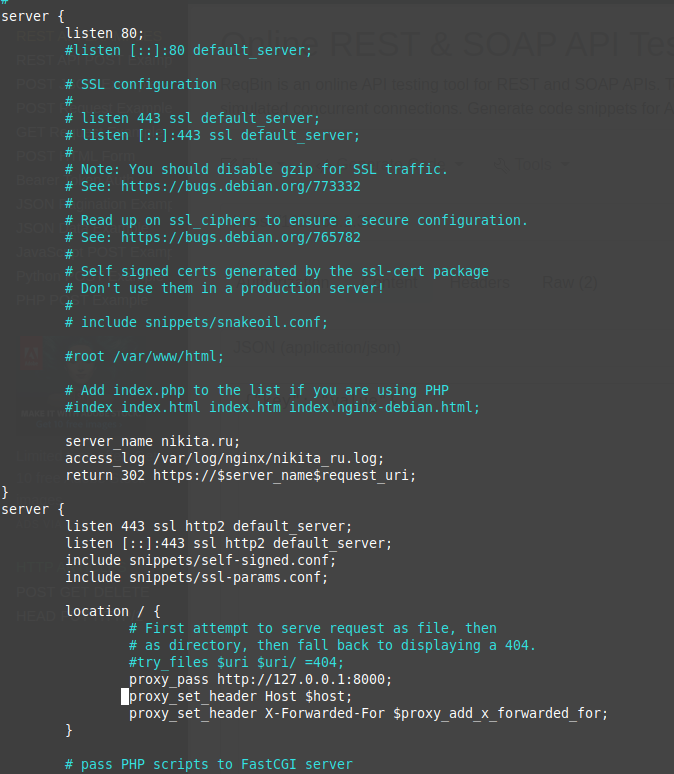 #
server {
listen 80;
#listen [::]:80 default_server;
# SSL configuration
#
# listen 443 ssl default_server;
# listen [::]:443 ssl default_server;
#
# Note: You should disable gzip for SSL traffic.
# See: https://bugs.debian.org/773332
#
# Read up on ssl_ciphers to ensure a secure configuration.
# See: https://bugs.debian.org/765782
#
# Self signed certs generated by the ssl-cert package
# Don't use them in a production server!
#
# include snippets/snakeoil.conf;
#root /var/www/html;
# Add index.php to the list if you are using PHP
#index index.html index.htm index.nginx-debian.html;
server_name nikita.ru;
access_log /var/log/nginx/nikita_ru.log;
return 302 https://$server_name$request_uri;
}
server {
listen 443 ssl http2 default_server;
listen [::]:443 ssl http2 default_server;
include snippets/self-signed.conf;
include snippets/ssl-params.conf;
location / {
# First attempt to serve request as file, then
# as directory, then fall back to displaying a 404.
#try_files $uri $uri/ =404;
proxy_pass http://127.0.0.1:8000;
proxy_set_header Host $host;
proxy_set_header X-Forwarded-For $proxy_add_x_forwarded_for;
}
# pass PHP scripts to FastCGI server